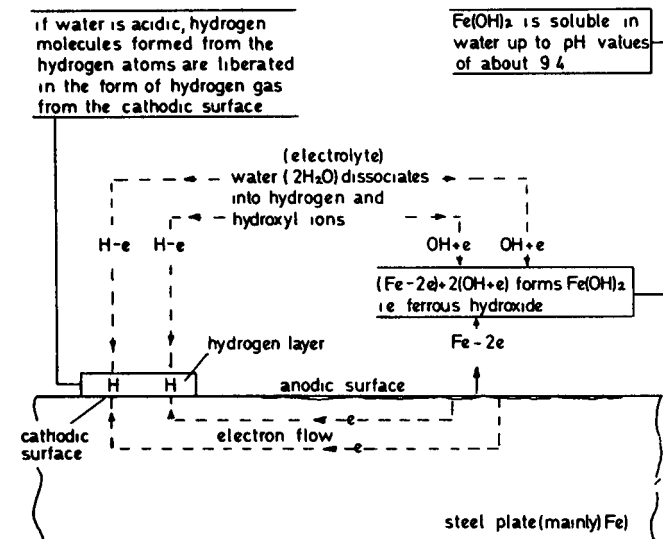 if water is acidic, hydrogen
molecules formed from the
hydrogen atoms are liberated
in the form of hydrogen gas
from the cathodic surface
Fe(OH)₂ is soluble in
water up to pH values
of about 9 4
(electrolyte)
water (2H₂O) dissociates
into hydrogen and
hydroxyl ions
H-e H-e
OH+e OH+e
(Fe-2e)+2(OH+e) forms Fe(OH)₂
i e ferrous hydroxide
Fe-2e
hydrogen layer
H H
anodic surface
cathodic
surface
e
electron flow
e
steel plate(mainly)Fe)